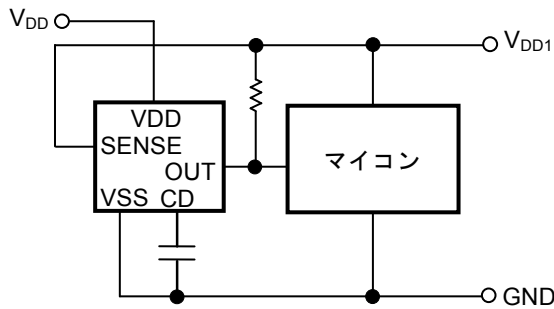 VDD
VDD1
VDD
SENSE
OUT
VSS CD
マイコン
GND